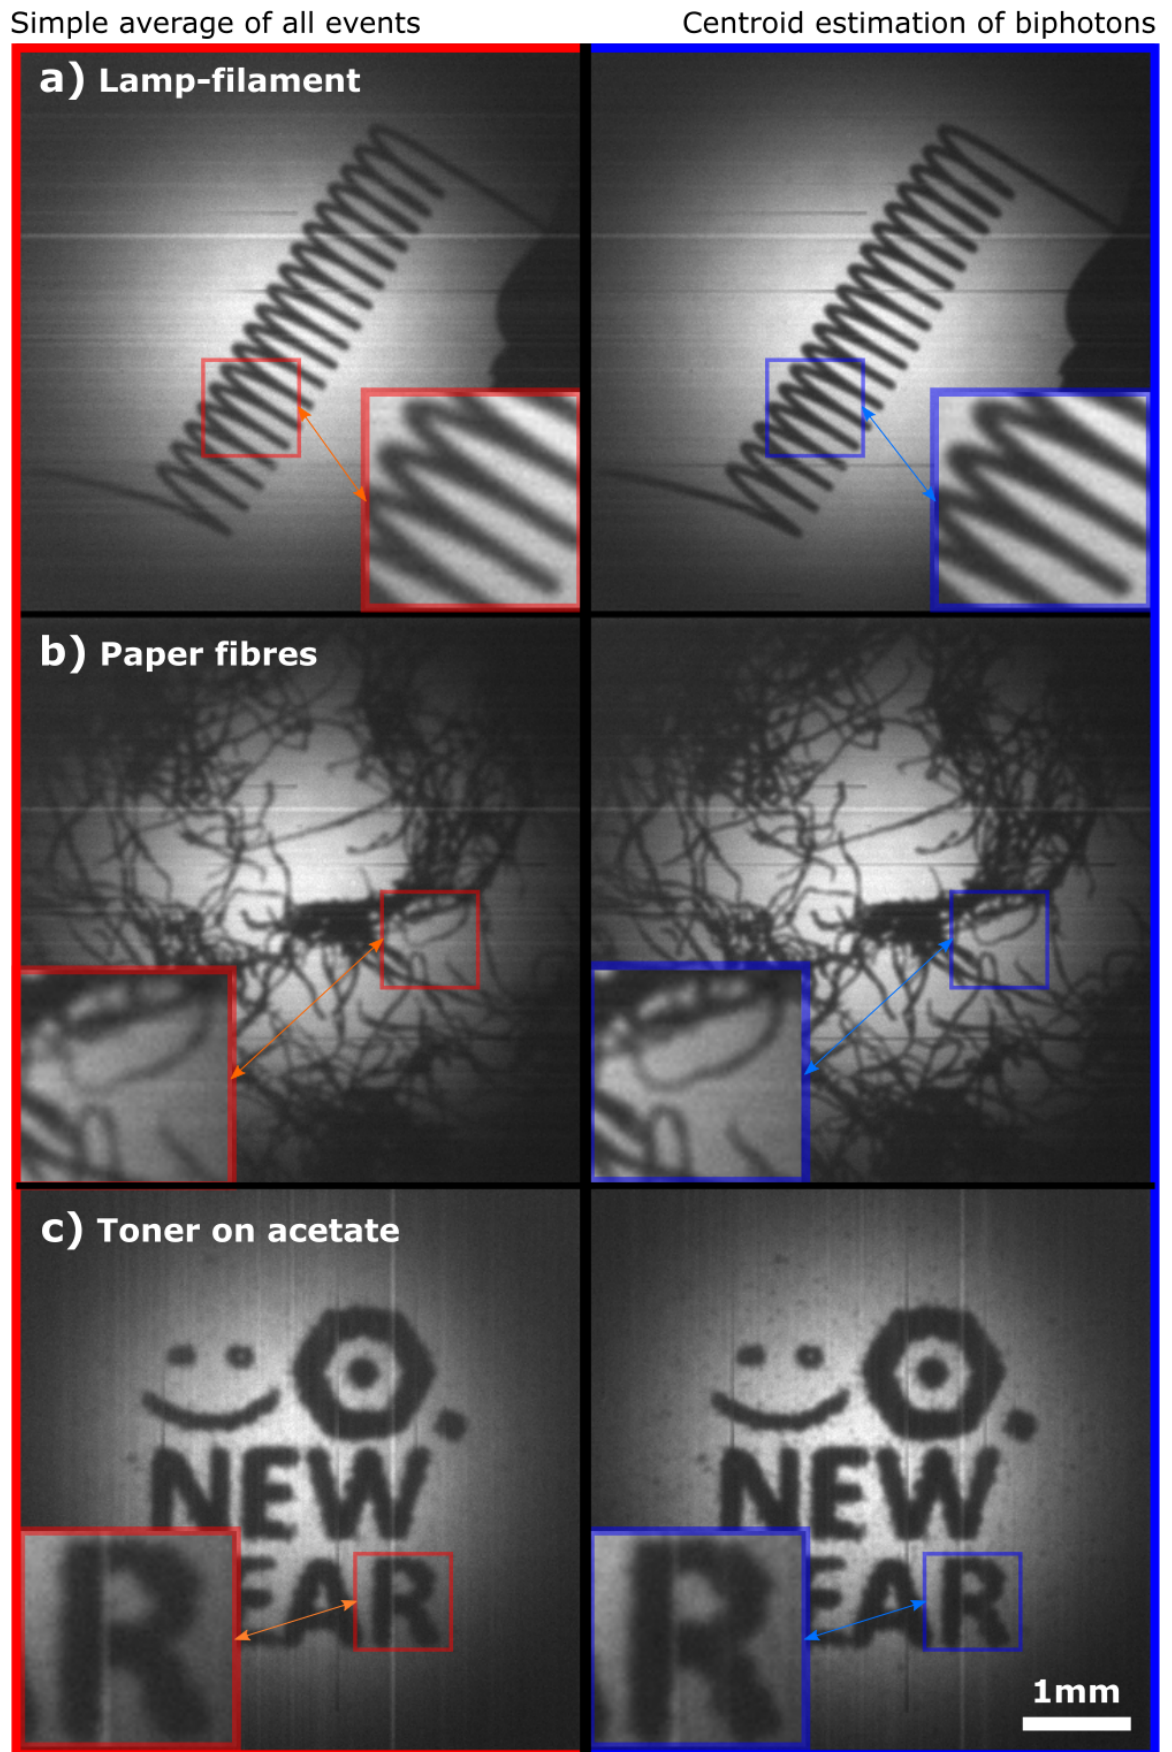 Simple average of all events
Centroid estimation of biphotons
a) Lamp-filament
b) Paper fibres
c) Toner on acetate
NEW
EAR
R
NEW
EAR
R
1mm